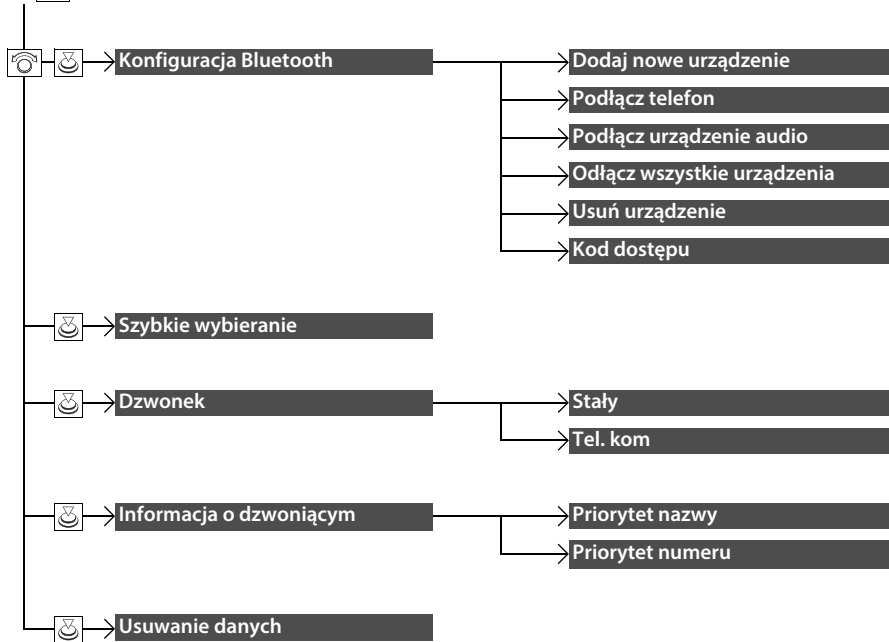 Konfiguracja Bluetooth
Dodaj nowe urządzenie
Podłącz telefon
Podłącz urządzenie audio
Odłącz wszystkie urządzenia
Usuń urządzenie
Kod dostępu
Szybkie wybieranie
Dzwonek
Stały
Tel. kom
Informacja o dzwoniącym
Priorytet nazwy
Priorytet numeru
Usuwanie danych